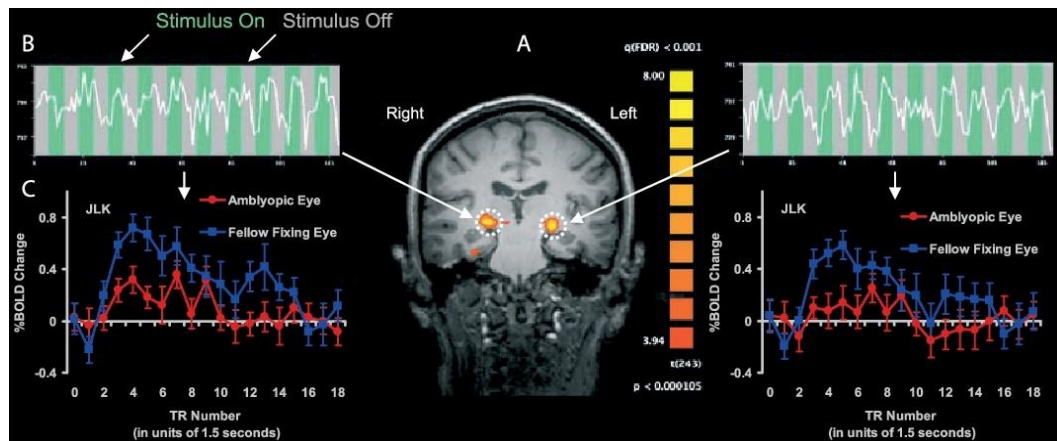 Stimulus On
Stimulus Off
B
A
q(FDR) < 0.001
8.00
Right
Left
3.94
t(243)
p < 0.000105
C
JLK
Amblyopic Eye
Fellow Fixing Eye
0.8
0.4
0
-0.4
%BOLD Change
0 2 4 6 8 10 12 14 16 18
TR Number
(in units of 1.5 seconds)
JLK
Amblyopic Eye
Fellow Fixing Eye
0.8
0.4
0
-0.4
%BOLD Change
0 2 4 6 8 10 12 14 16 18
TR Number
(in units of 1.5 seconds)